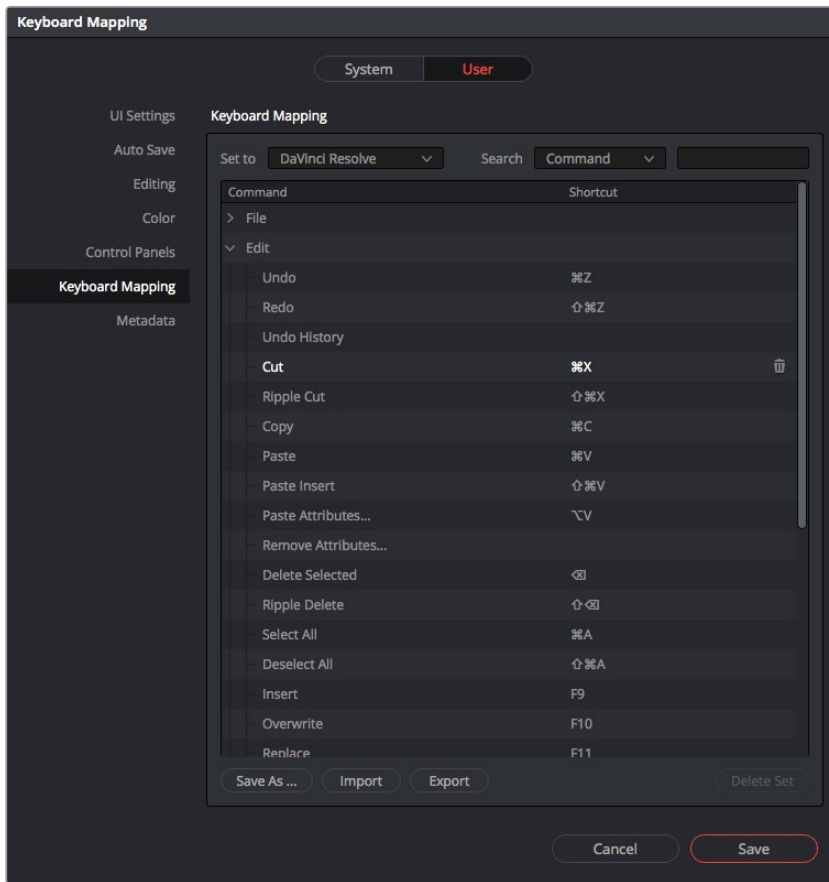 Keyboard Mapping
System User
UI Settings
Auto Save
Editing
Color
Control Panels
Keyboard Mapping
Metadata
Keyboard Mapping
Set to DaVinci Resolve Search Command
Command Shortcut
File
Edit
Undo ⌘Z
Redo ⇧⌘Z
Undo History
Cut ⌘X
Ripple Cut ⇧⌘X
Copy ⌘C
Paste ⌘V
Paste Insert ⇧⌘V
Paste Attributes... ⌥V
Remove Attributes...
Delete Selected ⌫
Ripple Delete ⇧⌫
Select All ⌘A
Deselect All ⇧⌘A
Insert F9
Overwrite F10
Replace F11
Save As ... Import Export Delete Set
Cancel Save